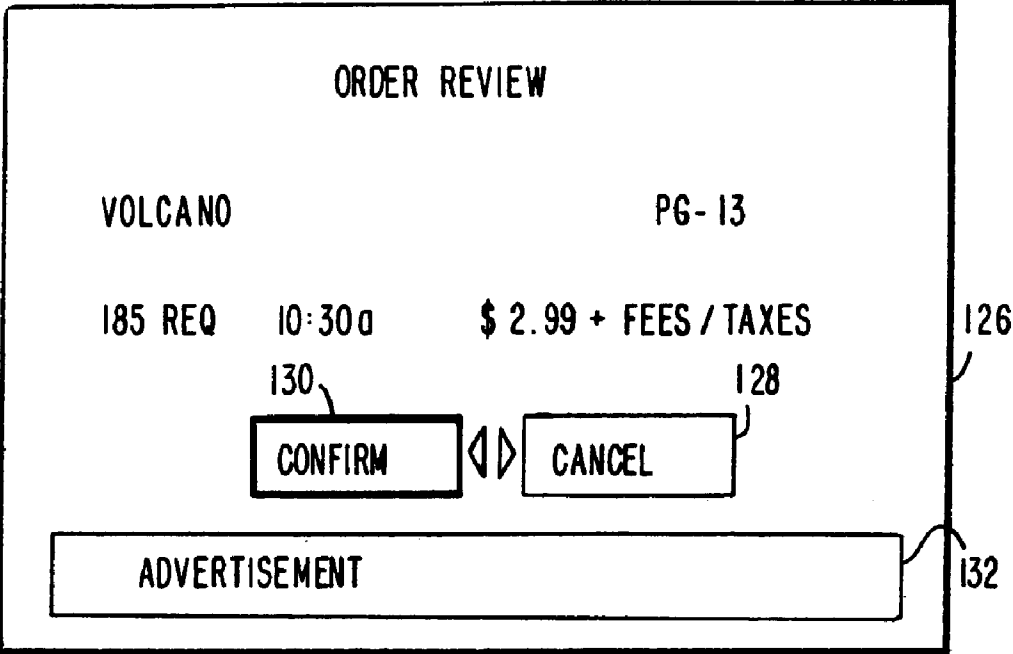 ORDER REVIEW
VOLCANO PG-13
185 REQ 10:30a $ 2.99 + FEES / TAXES
126
130 128
CONFIRM CANCEL
ADVERTISEMENT
132